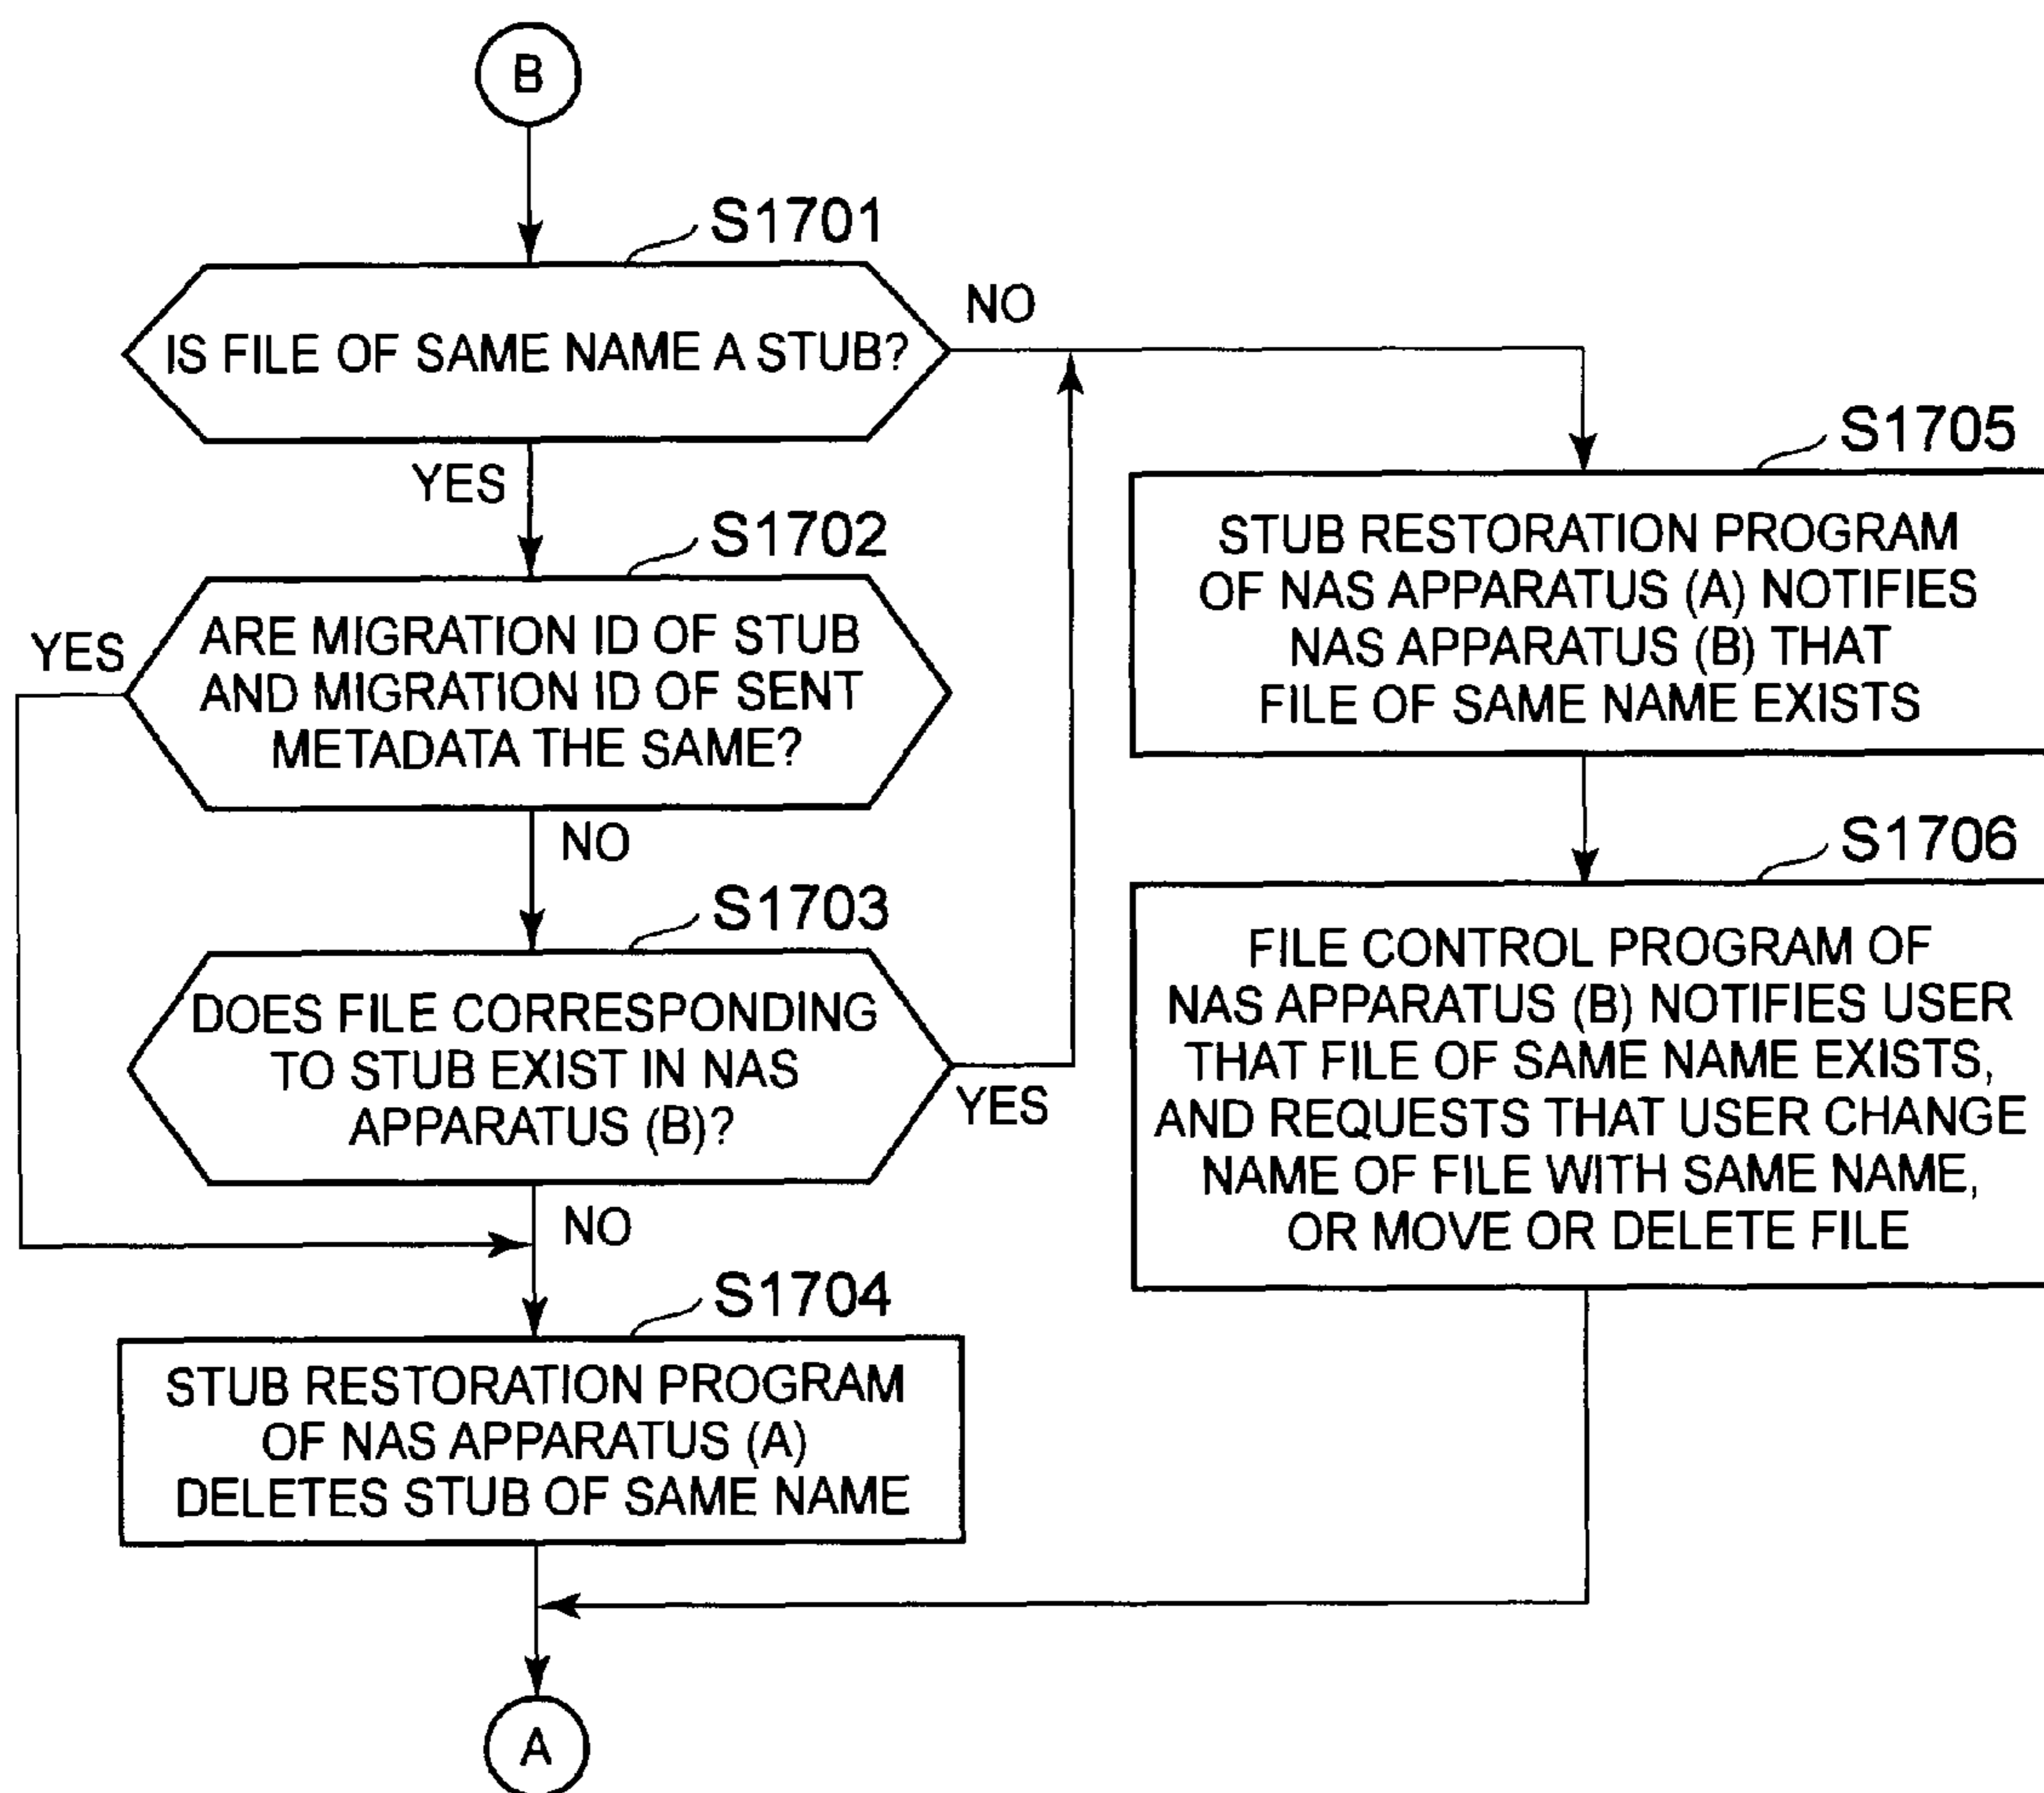 B
S1701
IS FILE OF SAME NAME A STUB?
NO
YES
S1702
ARE MIGRATION ID OF STUB
AND MIGRATION ID OF SENT
METADATA THE SAME?
YES
NO
S1703
DOES FILE CORRESPONDING
TO STUB EXIST IN NAS
APPARATUS (B)?
YES
NO
S1704
STUB RESTORATION PROGRAM
OF NAS APPARATUS (A)
DELETES STUB OF SAME NAME
S1705
STUB RESTORATION PROGRAM
OF NAS APPARATUS (A) NOTIFIES
NAS APPARATUS (B) THAT
FILE OF SAME NAME EXISTS
S1706
FILE CONTROL PROGRAM OF
NAS APPARATUS (B) NOTIFIES USER
THAT FILE OF SAME NAME EXISTS,
AND REQUESTS THAT USER CHANGE
NAME OF FILE WITH SAME NAME,
OR MOVE OR DELETE FILE
A